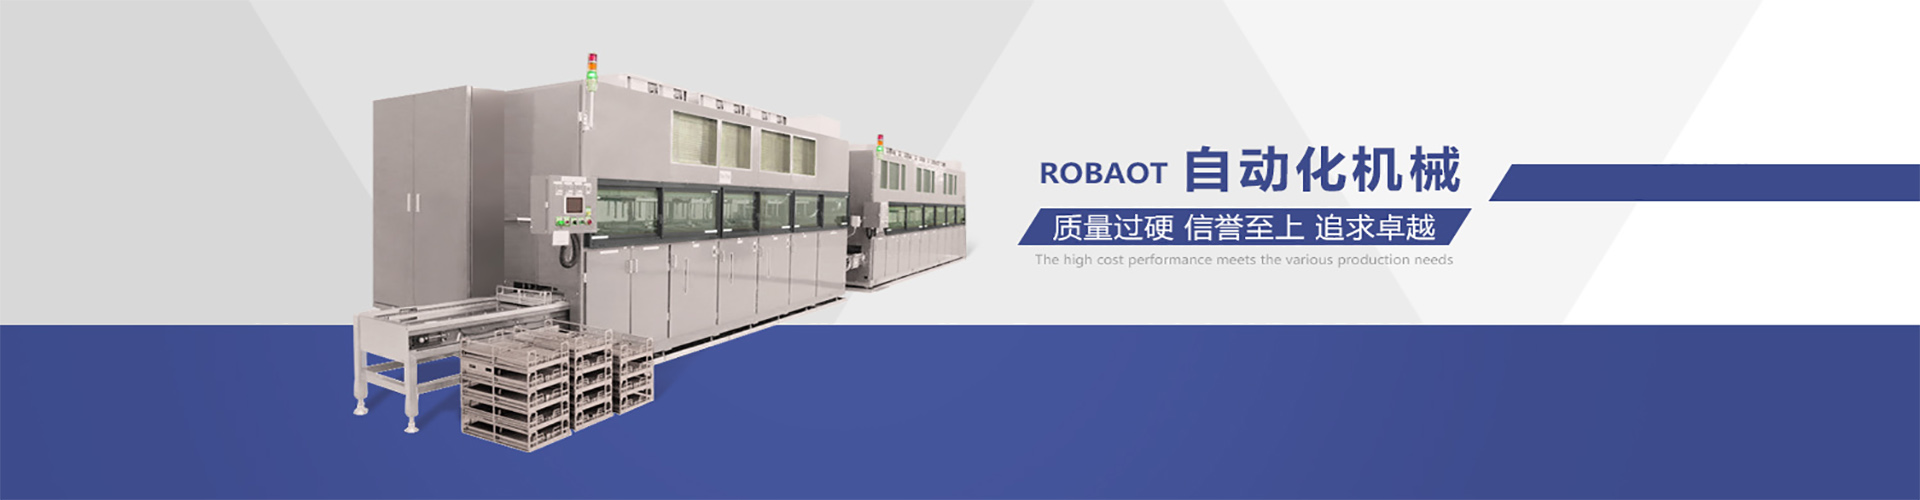 ROBAOT 自动化机械
质量过硬 信誉至上 追求卓越
The high cost performance meets the various production needs